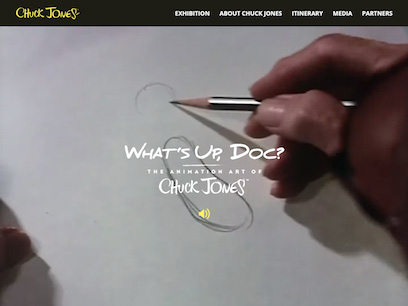 CHUCK JONES
EXHIBITION ABOUT CHUCK JONES ITINERARY MEDIA PARTNERS
WHAT'S UP, DOC?
THE ANIMATION ART OF
CHUCK JONES